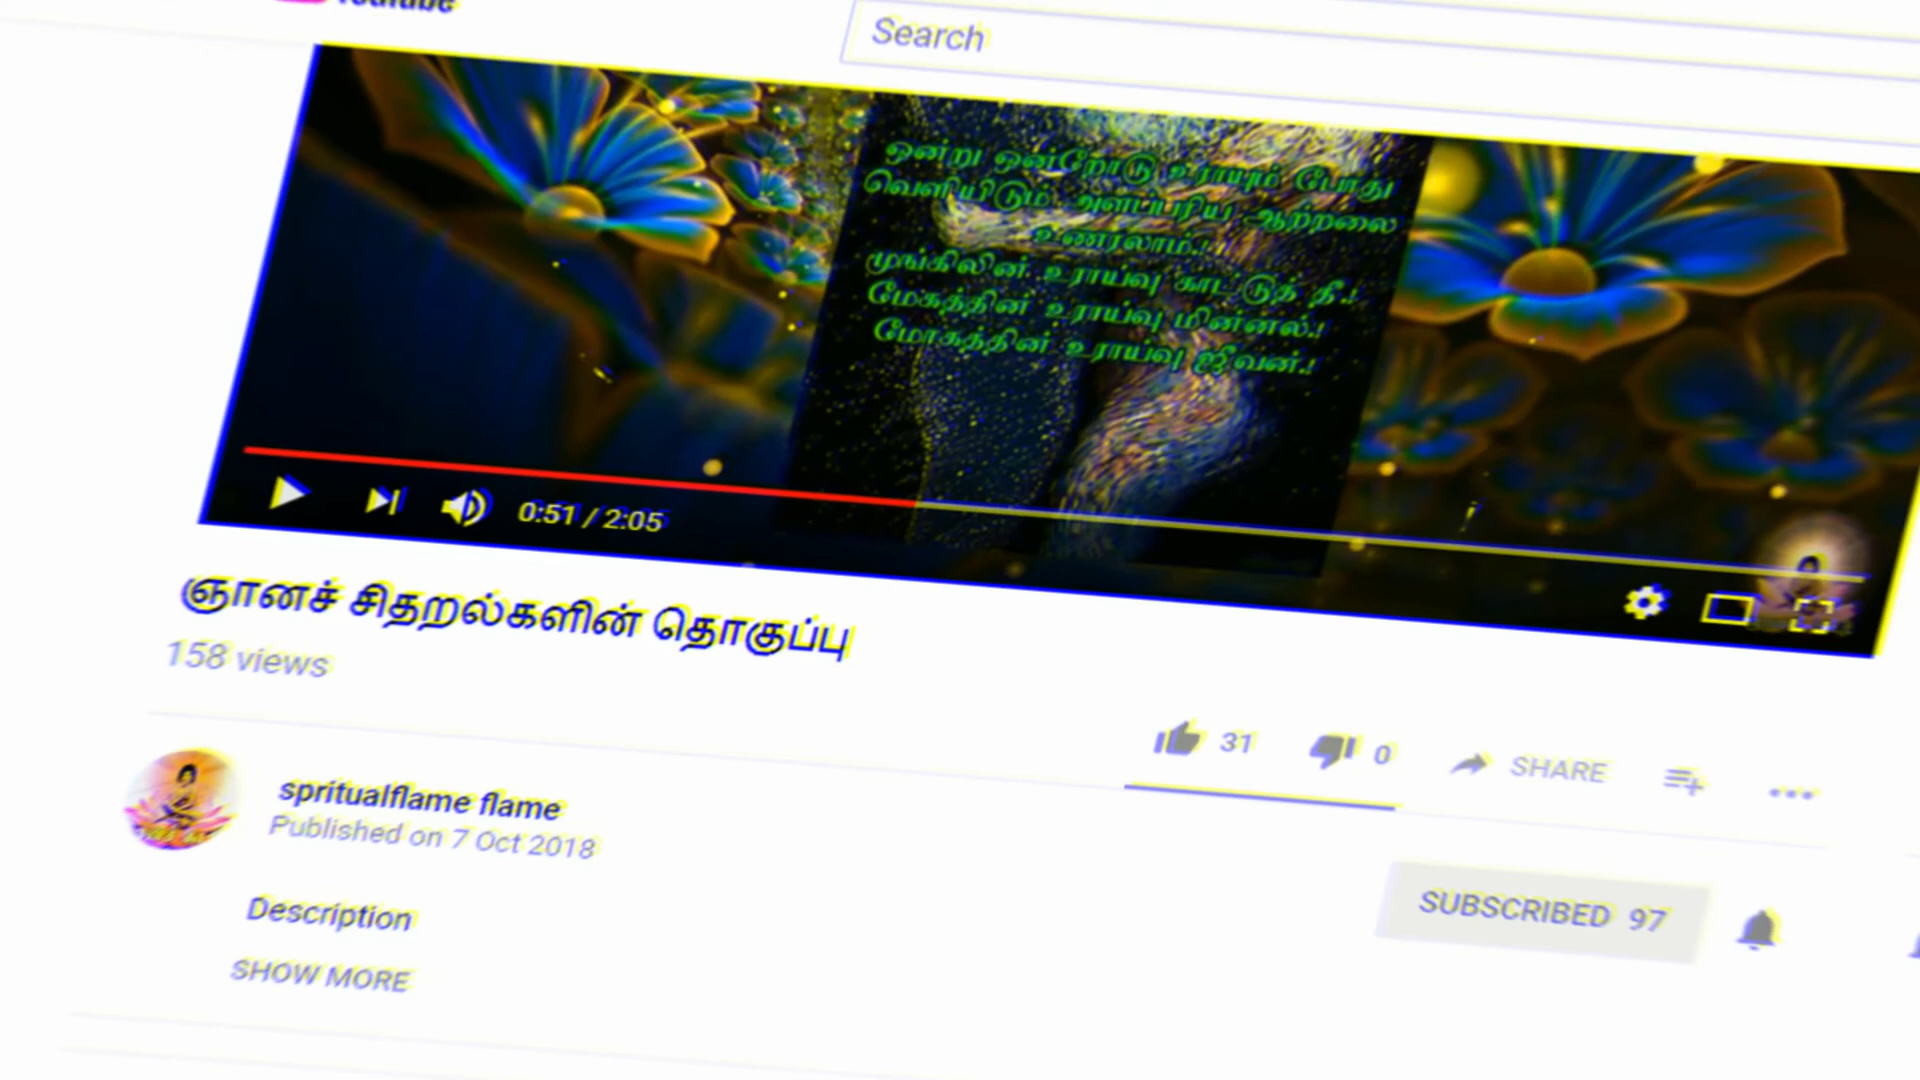 YouTube
Search
ஒன்று ஒன்றோடு உராயும் போது
வெளியிடும் அளப்பரிய ஆற்றலை
உணரலாம்.!
முங்கிலின் உராய்வு காட்டுத் தீ.!
மேகத்தின் உராய்வு மின்னல்.!
மோகத்தின் உராய்வு ஜீவன்.!
0:51 / 2:05
ஞானச் சிதறல்களின் தொகுப்பு
158 views
31 0 SHARE
spritualflame flame
Published on 7 Oct 2018
SUBSCRIBED 97
Description
SHOW MORE